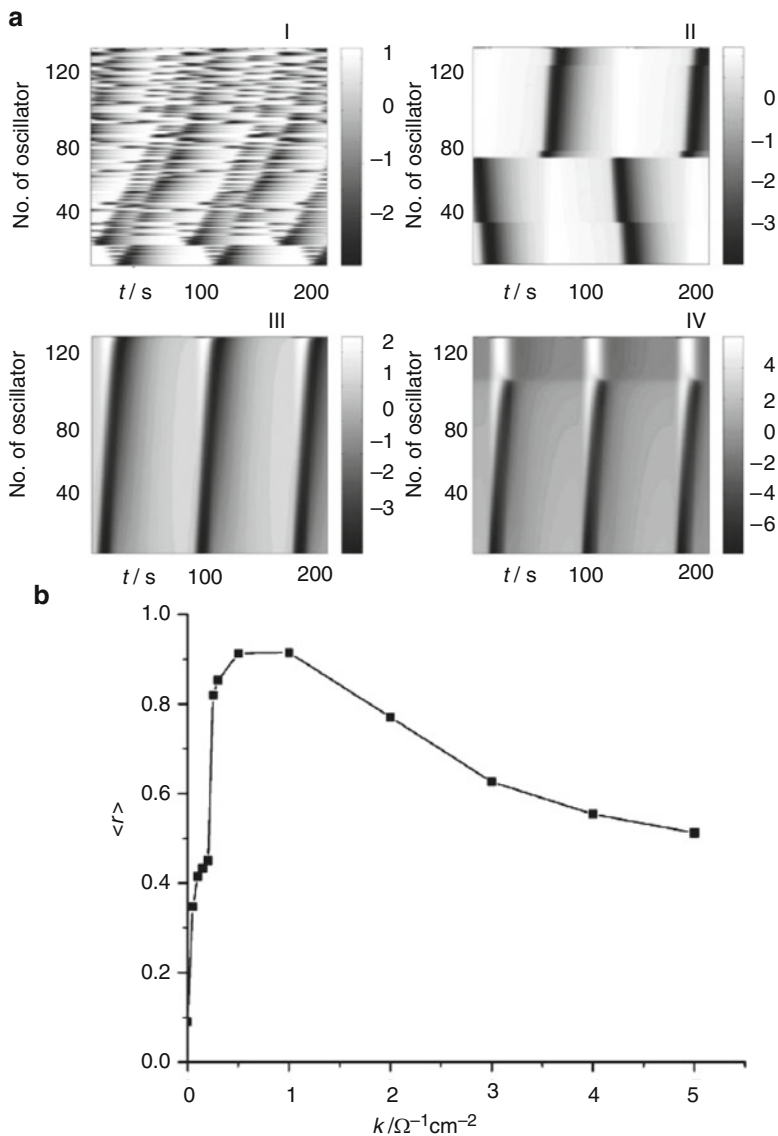 a
I
No. of oscillator
120
80
40
1
0
–1
–2
t / s 100 200
II
No. of oscillator
120
80
40
0
–1
–2
–3
t / s 100 200
III
No. of oscillator
120
80
40
2
1
0
–1
–2
–3
t / s 100 200
IV
No. of oscillator
120
80
40
4
2
0
–2
–4
–6
t / s 100 200
b
<r>
1.0
0.8
0.6
0.4
0.2
0.0
0 1 2 3 4 5
k /Ω⁻¹cm⁻²